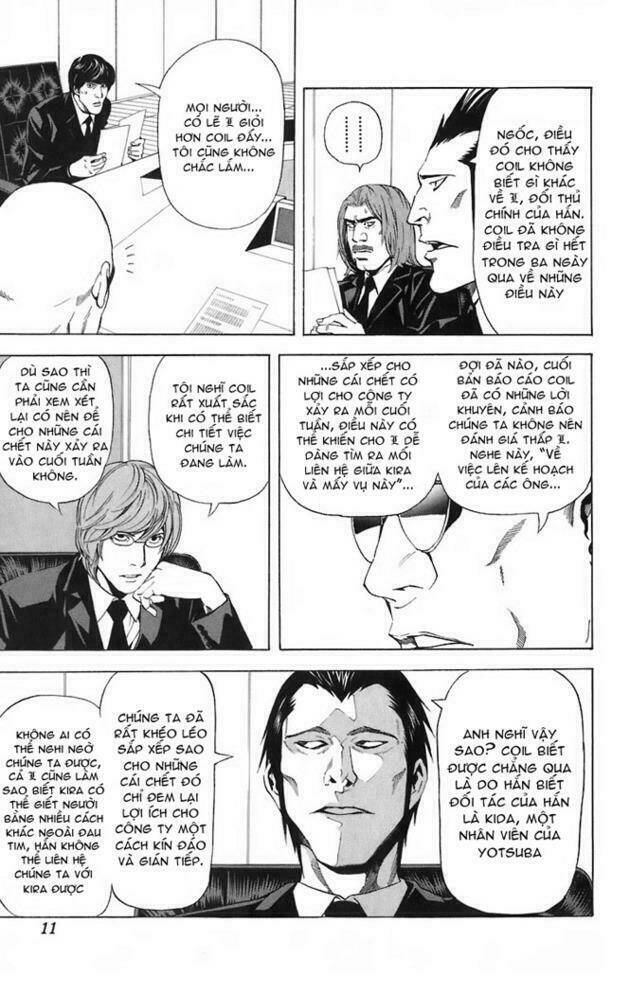 NGỐC, ĐIỀU
ĐÓ CHO THẤY
COIL KHÔNG
BIẾT GÌ KHÁC
VỀ L, ĐỐI THỦ
CHÍNH CỦA HẮN.
COIL ĐÃ KHÔNG
ĐIỀU TRA GÌ HẾT
TRONG BA NGÀY
QUA VỀ NHỮNG
ĐIỀU NÀY
......
MỌI NGƯỜI...
CÓ LẼ L GIỎI
HƠN COIL ĐẤY...
TÔI CŨNG KHÔNG
CHẮC LẮM...
ĐỢI ĐÃ NÀO, CUỐI
BẢN BÁO CÁO COIL
ĐÃ CÓ NHỮNG LỜI
KHUYÊN, CẢNH BÁO
CHÚNG TA KHÔNG NÊN
ĐÁNH GIÁ THẤP L.
NGHE NÀY, "VỀ
VIỆC LÊN KẾ HOẠCH
CỦA CÁC ÔNG...
...SẮP XẾP CHO
NHỮNG CÁI CHẾT CÓ
LỢI CHO CÔNG TY
XẢY RA MỖI CUỐI
TUẦN, ĐIỀU NÀY CÓ
THỂ KHIẾN CHO L DỄ
DÀNG TÌM RA MỐI
LIÊN HỆ GIỮA KIRA
VÀ MẤY VỤ NÀY"...
TÔI NGHĨ COIL
RẤT XUẤT SẮC
KHI CÓ THỂ BIẾT
CHI TIẾT VIỆC
CHÚNG TA
ĐANG LÀM.
DÙ SAO THÌ
TA CŨNG CẦN
PHẢI XEM XÉT
LẠI CÓ NÊN ĐỂ
CHO NHỮNG CÁI
CHẾT NÀY XẢY RA
VÀO CUỐI TUẦN
KHÔNG.
ANH NGHĨ VẬY
SAO? COIL BIẾT
ĐƯỢC CHẲNG QUA
LÀ DO HẮN BIẾT
ĐỐI TÁC CỦA HẮN
LÀ KIDA, MỘT
NHÂN VIÊN CỦA
YOTSUBA
CHÚNG TA ĐÃ
RẤT KHÉO LÉO
SẮP XẾP SAO
CHO NHỮNG
CÁI CHẾT ĐÓ
CHỈ ĐEM LẠI
LỢI ÍCH CHO
CÔNG TY MỘT
CÁCH KÍN ĐÁO
VÀ GIÁN TIẾP.
KHÔNG AI CÓ
THỂ NGHI NGỜ
CHÚNG TA ĐƯỢC,
CẢ L CŨNG LÀM
SAO BIẾT KIRA CÓ
THỂ GIẾT NGƯỜI
BẰNG NHIỀU CÁCH
KHÁC NGOÀI ĐAU
TIM, HẮN KHÔNG
THỂ LIÊN HỆ
CHÚNG TA VỚI
KIRA ĐƯỢC
11